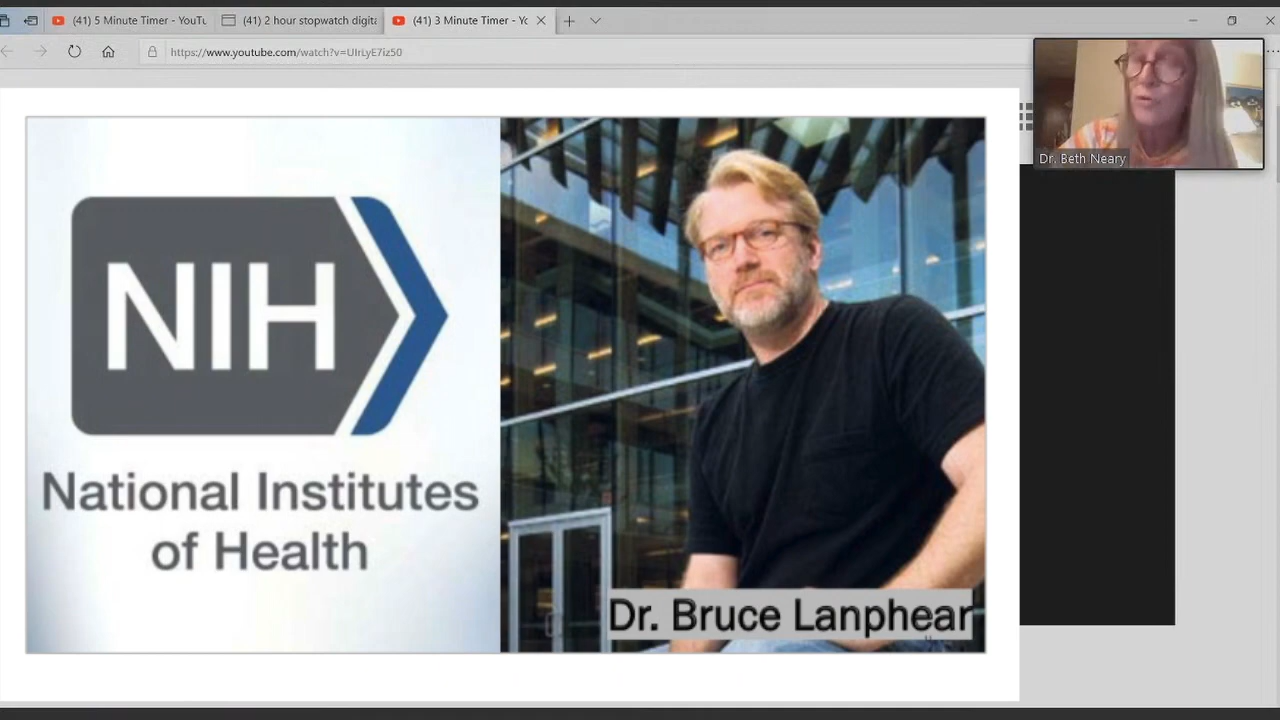 (41) 5 Minute Timer - YouTu
(41) 2 hour stopwatch digita
(41) 3 Minute Timer - Yo
https://www.youtube.com/watch?v=UIrLyE7iz50
Dr. Beth Neary
NIH
National Institutes
of Health
Dr. Bruce Lanphear